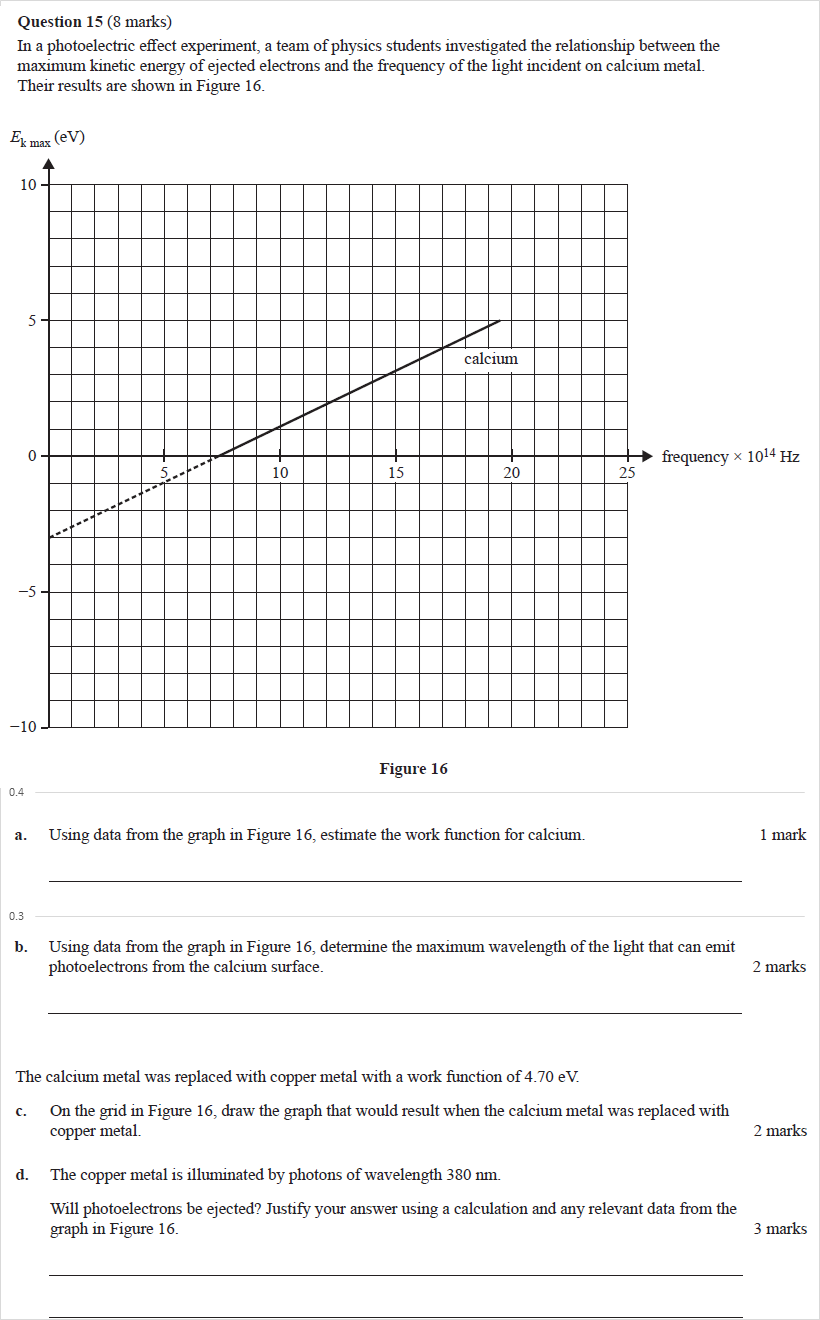 Question 15 (8 marks)
In a photoelectric effect experiment, a team of physics students investigated the relationship between the
maximum kinetic energy of ejected electrons and the frequency of the light incident on calcium metal.
Their results are shown in Figure 16.
Ek max (eV)
10
5
calcium
0
frequency × 10¹⁴ Hz
5 10 15 20 25
−5
−10
Figure 16
0.4
a. Using data from the graph in Figure 16, estimate the work function for calcium. 1 mark
0.3
b. Using data from the graph in Figure 16, determine the maximum wavelength of the light that can emit
photoelectrons from the calcium surface. 2 marks
The calcium metal was replaced with copper metal with a work function of 4.70 eV.
c. On the grid in Figure 16, draw the graph that would result when the calcium metal was replaced with
copper metal. 2 marks
d. The copper metal is illuminated by photons of wavelength 380 nm.
Will photoelectrons be ejected? Justify your answer using a calculation and any relevant data from the
graph in Figure 16. 3 marks